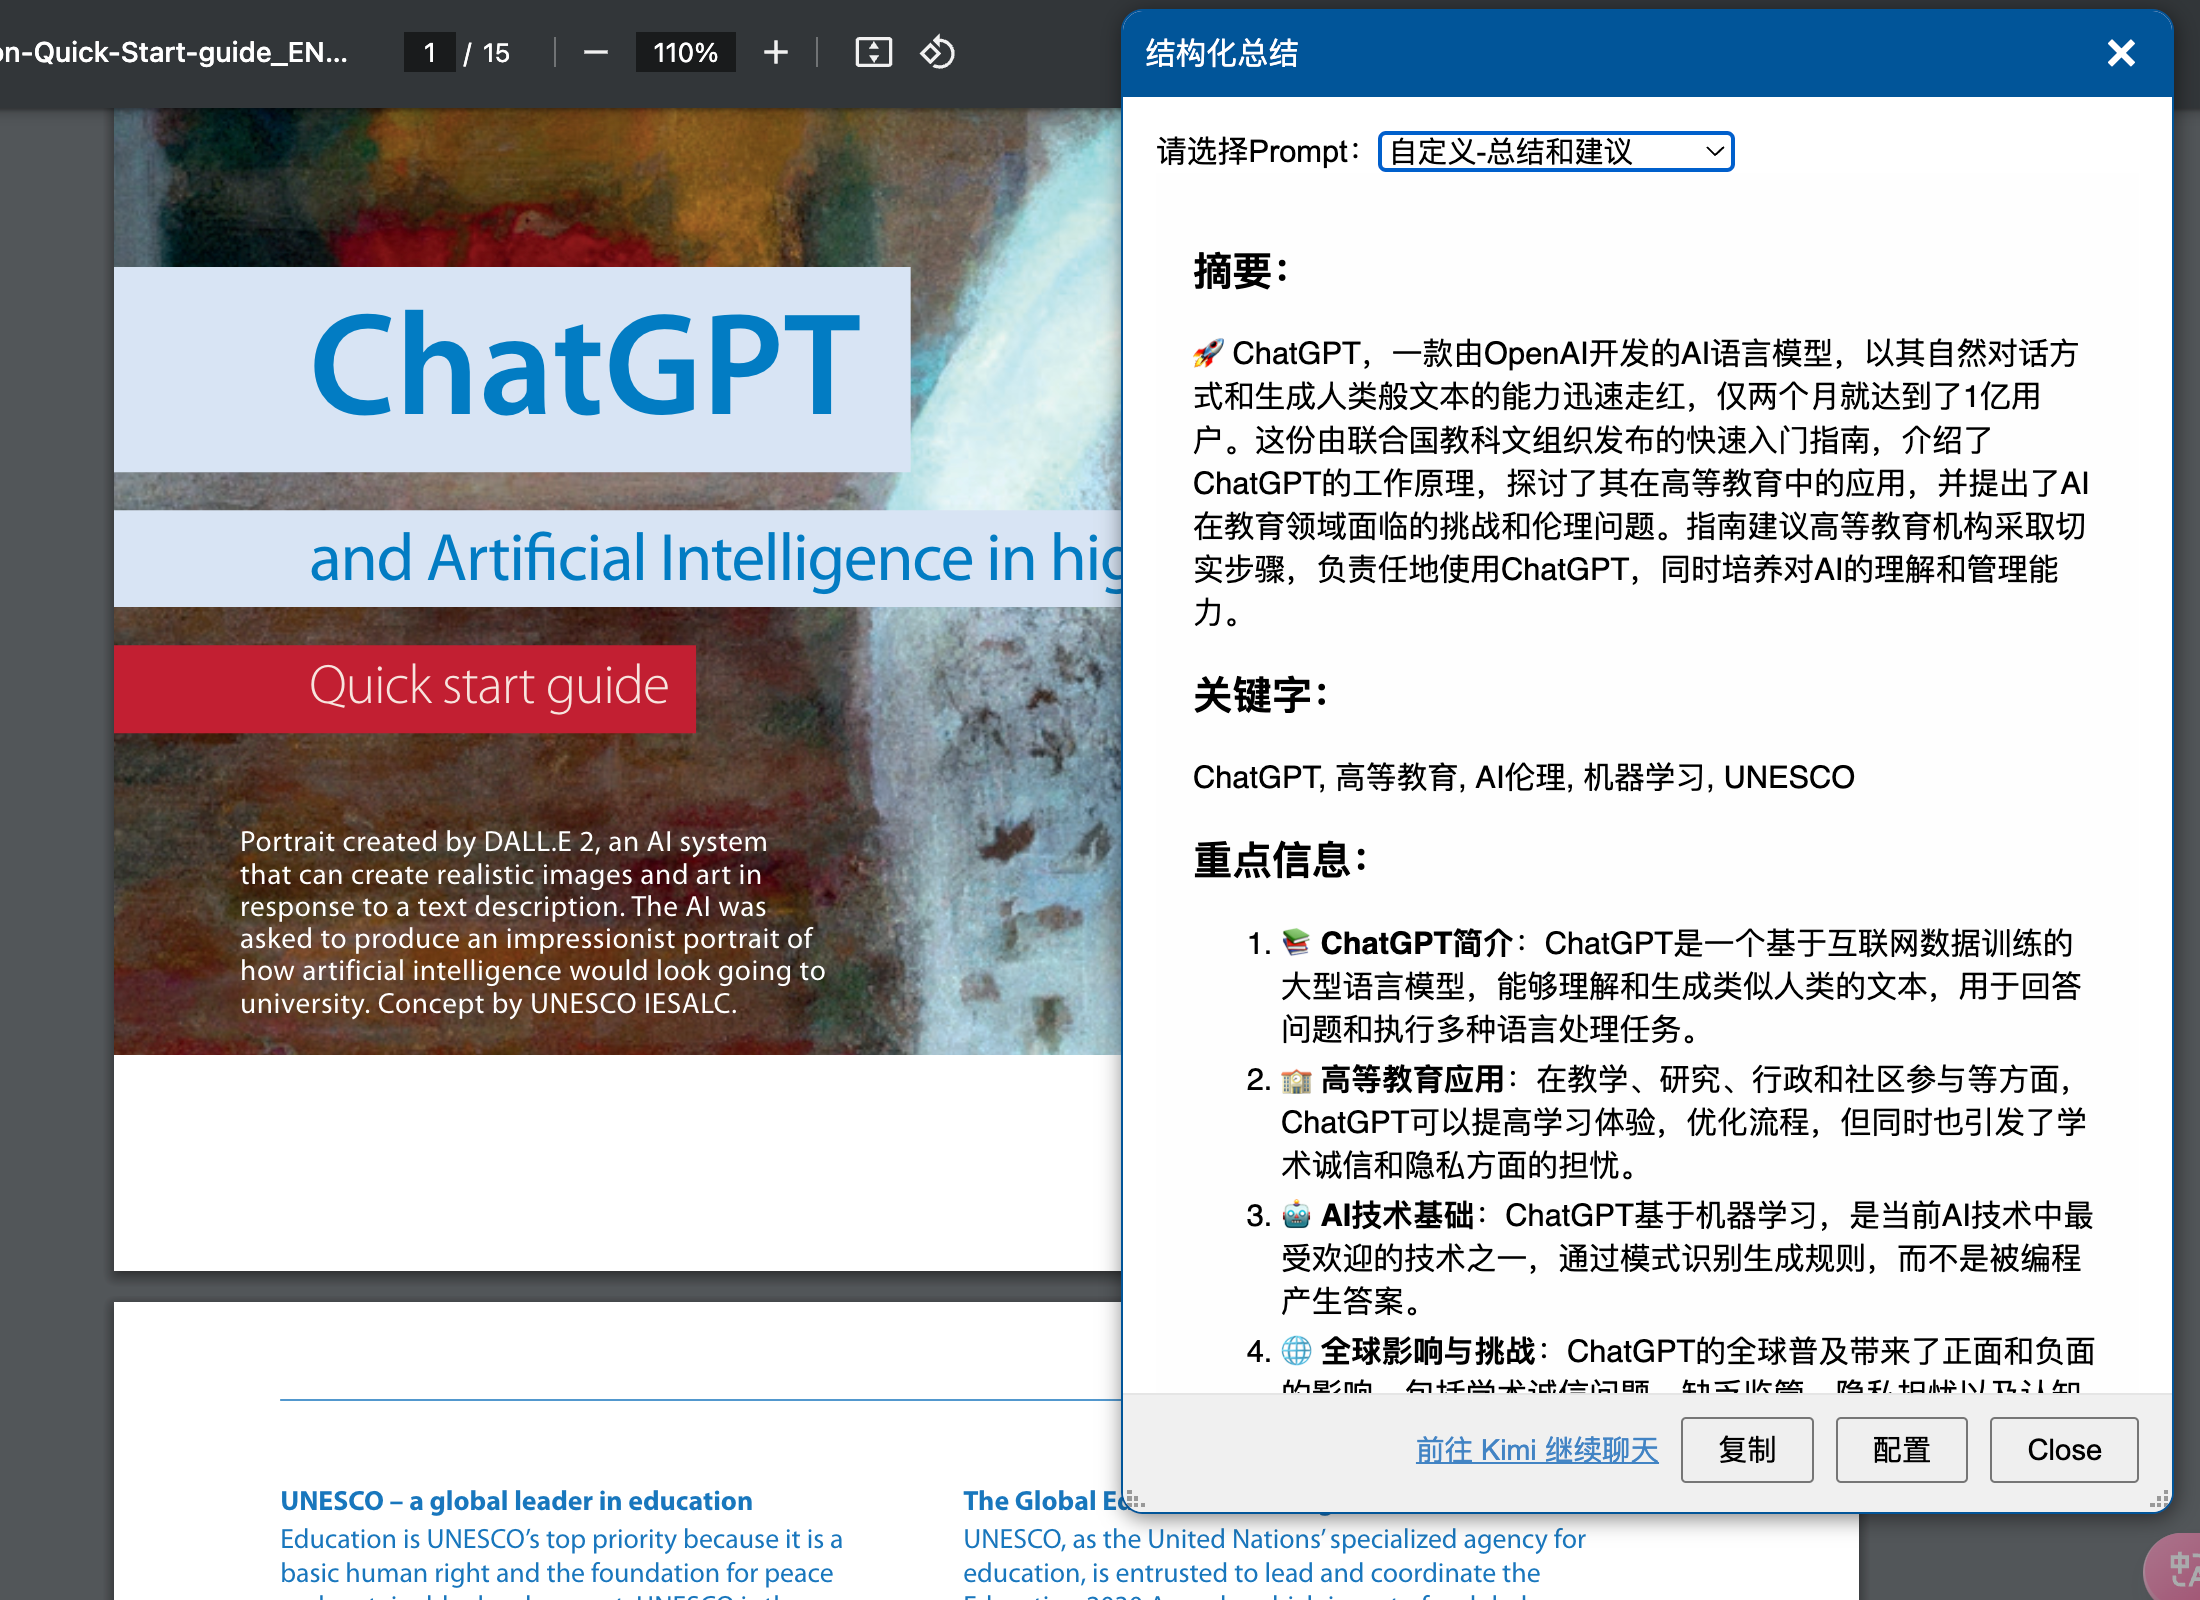 on-Quick-Start-guide_EN...
1 / 15
110%
ChatGPT
and Artificial Intelligence in hig
Quick start guide
Portrait created by DALL.E 2, an AI system
that can create realistic images and art in
response to a text description. The AI was
asked to produce an impressionist portrait of
how artificial intelligence would look going to
university. Concept by UNESCO IESALC.
UNESCO – a global leader in education
Education is UNESCO’s top priority because it is a
basic human right and the foundation for peace
The Global Ed
UNESCO, as the United Nations’ specialized agency for
education, is entrusted to lead and coordinate the
结构化总结
请选择Prompt：
自定义-总结和建议
摘要：
🚀 ChatGPT，一款由OpenAI开发的AI语言模型，以其自然对话方
式和生成人类般文本的能力迅速走红，仅两个月就达到了1亿用
户。这份由联合国教科文组织发布的快速入门指南，介绍了
ChatGPT的工作原理，探讨了其在高等教育中的应用，并提出了AI
在教育领域面临的挑战和伦理问题。指南建议高等教育机构采取切
实步骤，负责任地使用ChatGPT，同时培养对AI的理解和管理能
力。
关键字：
ChatGPT, 高等教育, AI伦理, 机器学习, UNESCO
重点信息：
1. 📚 ChatGPT简介：ChatGPT是一个基于互联网数据训练的
大型语言模型，能够理解和生成类似人类的文本，用于回答
问题和执行多种语言处理任务。
2. 🏫 高等教育应用：在教学、研究、行政和社区参与等方面，
ChatGPT可以提高学习体验，优化流程，但同时也引发了学
术诚信和隐私方面的担忧。
3. 🤖 AI技术基础：ChatGPT基于机器学习，是当前AI技术中最
受欢迎的技术之一，通过模式识别生成规则，而不是被编程
产生答案。
4. 🌐 全球影响与挑战：ChatGPT的全球普及带来了正面和负面
的影响，包括学术诚信问题、缺乏监管、隐私担忧以及认知
前往 Kimi 继续聊天
复制
配置
Close